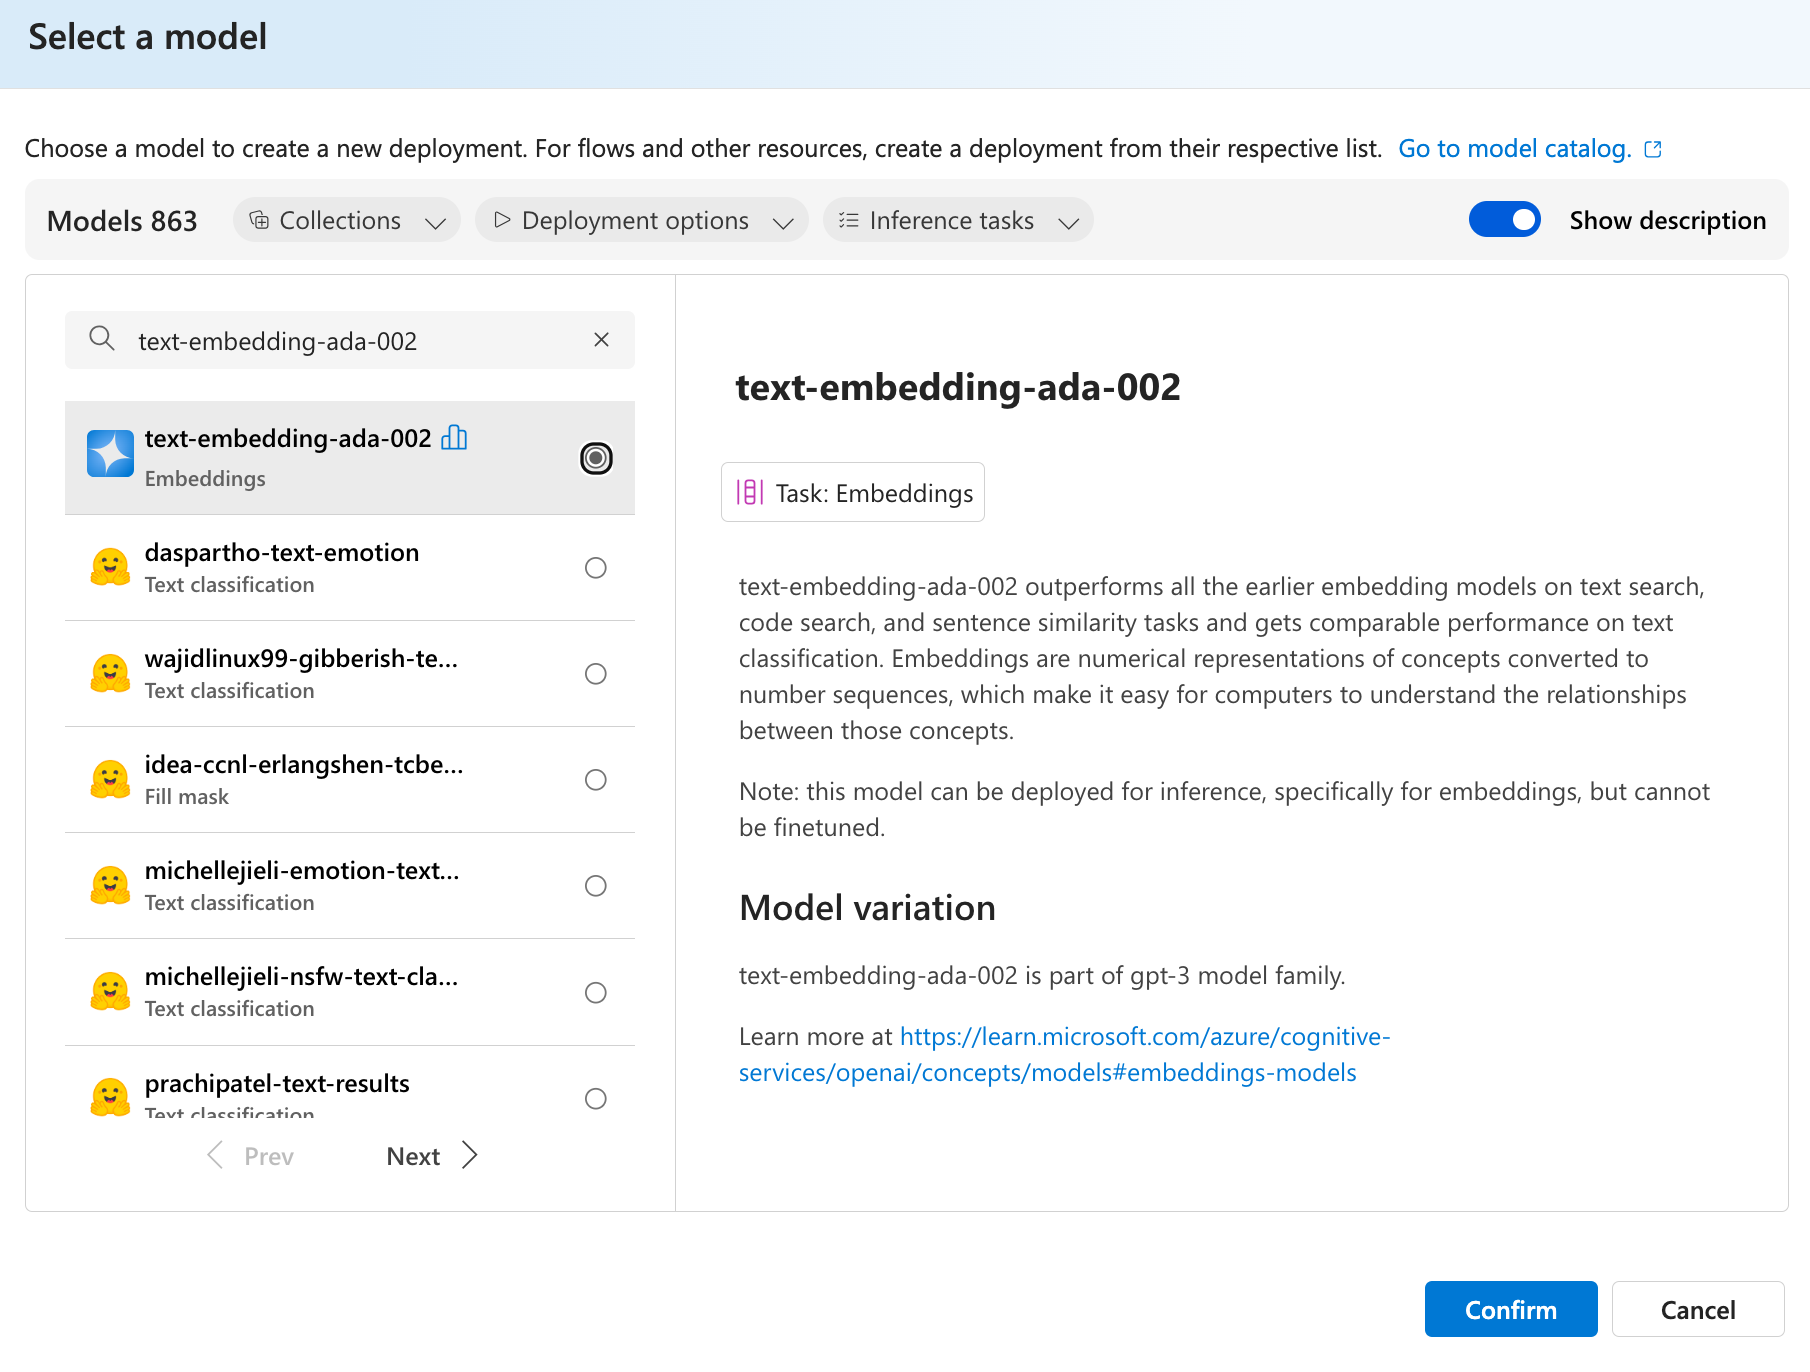 Select a model
Choose a model to create a new deployment. For flows and other resources, create a deployment from their respective list. Go to model catalog.
Models 863 Collections Deployment options Inference tasks Show description
text-embedding-ada-002
text-embedding-ada-002
Embeddings
daspartho-text-emotion
Text classification
wajidlinux99-gibberish-te...
Text classification
idea-ccnl-erlangshen-tcbe...
Fill mask
michellejieli-emotion-text...
Text classification
michellejieli-nsfw-text-cla...
Text classification
prachipatel-text-results
Text classification
Prev Next
text-embedding-ada-002
Task: Embeddings
text-embedding-ada-002 outperforms all the earlier embedding models on text search,
code search, and sentence similarity tasks and gets comparable performance on text
classification. Embeddings are numerical representations of concepts converted to
number sequences, which make it easy for computers to understand the relationships
between those concepts.
Note: this model can be deployed for inference, specifically for embeddings, but cannot
be finetuned.
Model variation
text-embedding-ada-002 is part of gpt-3 model family.
Learn more at https://learn.microsoft.com/azure/cognitive-
services/openai/concepts/models#embeddings-models
Confirm Cancel